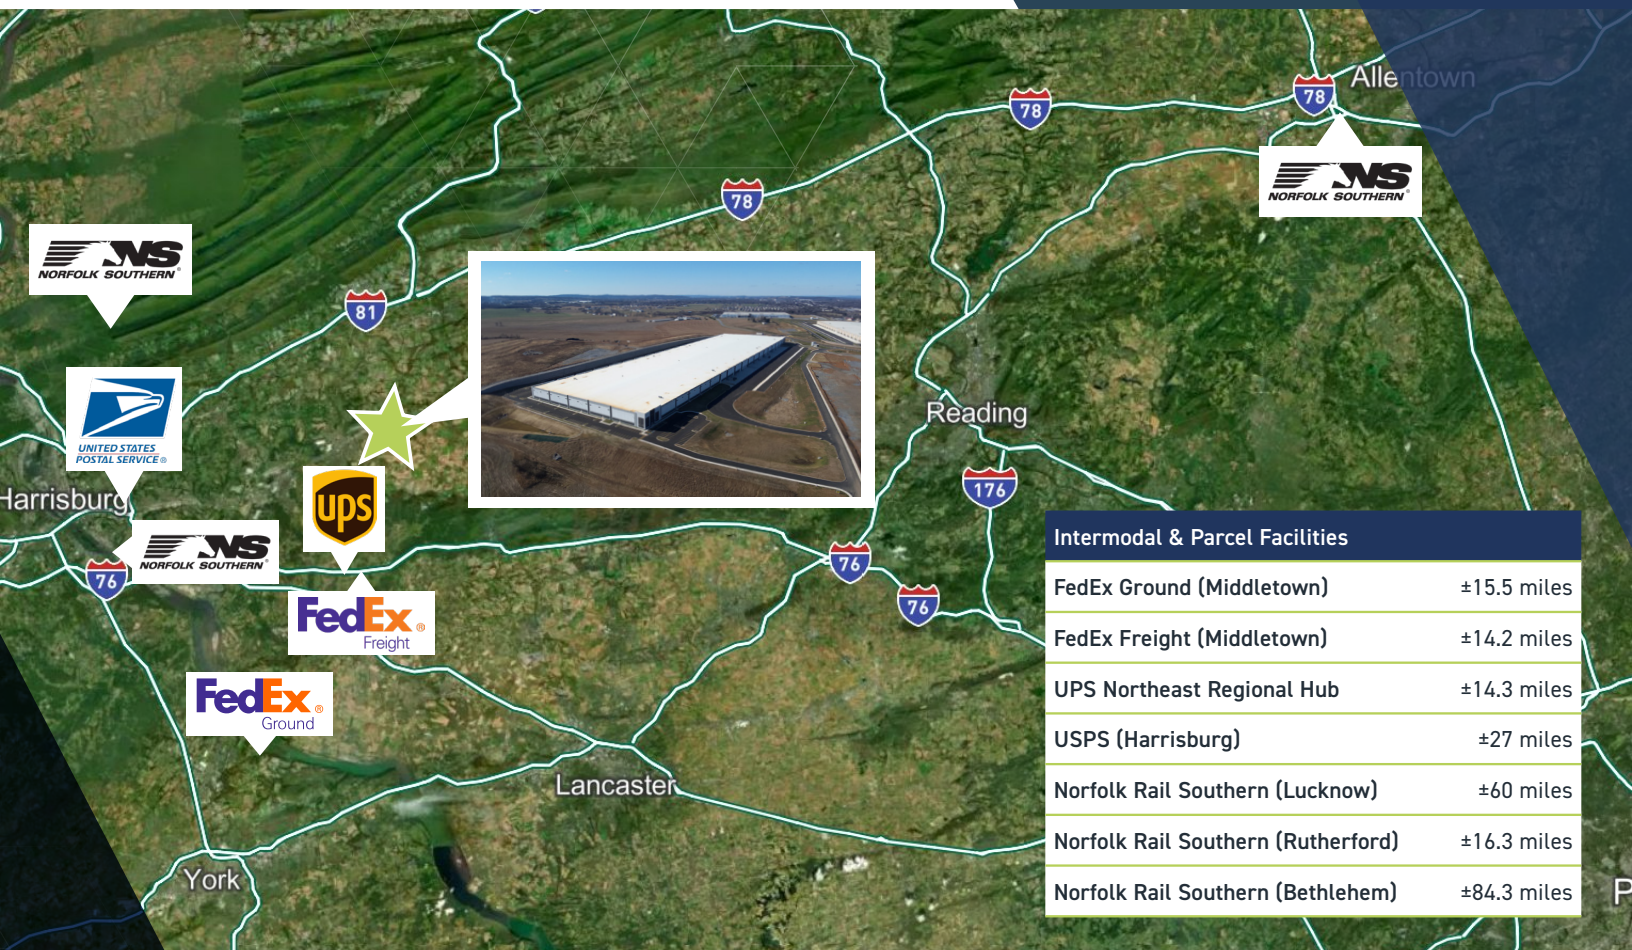 Allentown
78
78
NS
NORFOLK SOUTHERN®
78
NS
NORFOLK SOUTHERN®
81
UNITED STATES
POSTAL SERVICE®
Reading
ups
176
Harrisburg
NS
NORFOLK SOUTHERN®
76
76
76
FedEx®
Freight
FedEx®
Ground
Lancaster
York
P
Intermodal & Parcel Facilities
FedEx Ground (Middletown) ±15.5 miles
FedEx Freight (Middletown) ±14.2 miles
UPS Northeast Regional Hub ±14.3 miles
USPS (Harrisburg) ±27 miles
Norfolk Rail Southern (Lucknow) ±60 miles
Norfolk Rail Southern (Rutherford) ±16.3 miles
Norfolk Rail Southern (Bethlehem) ±84.3 miles